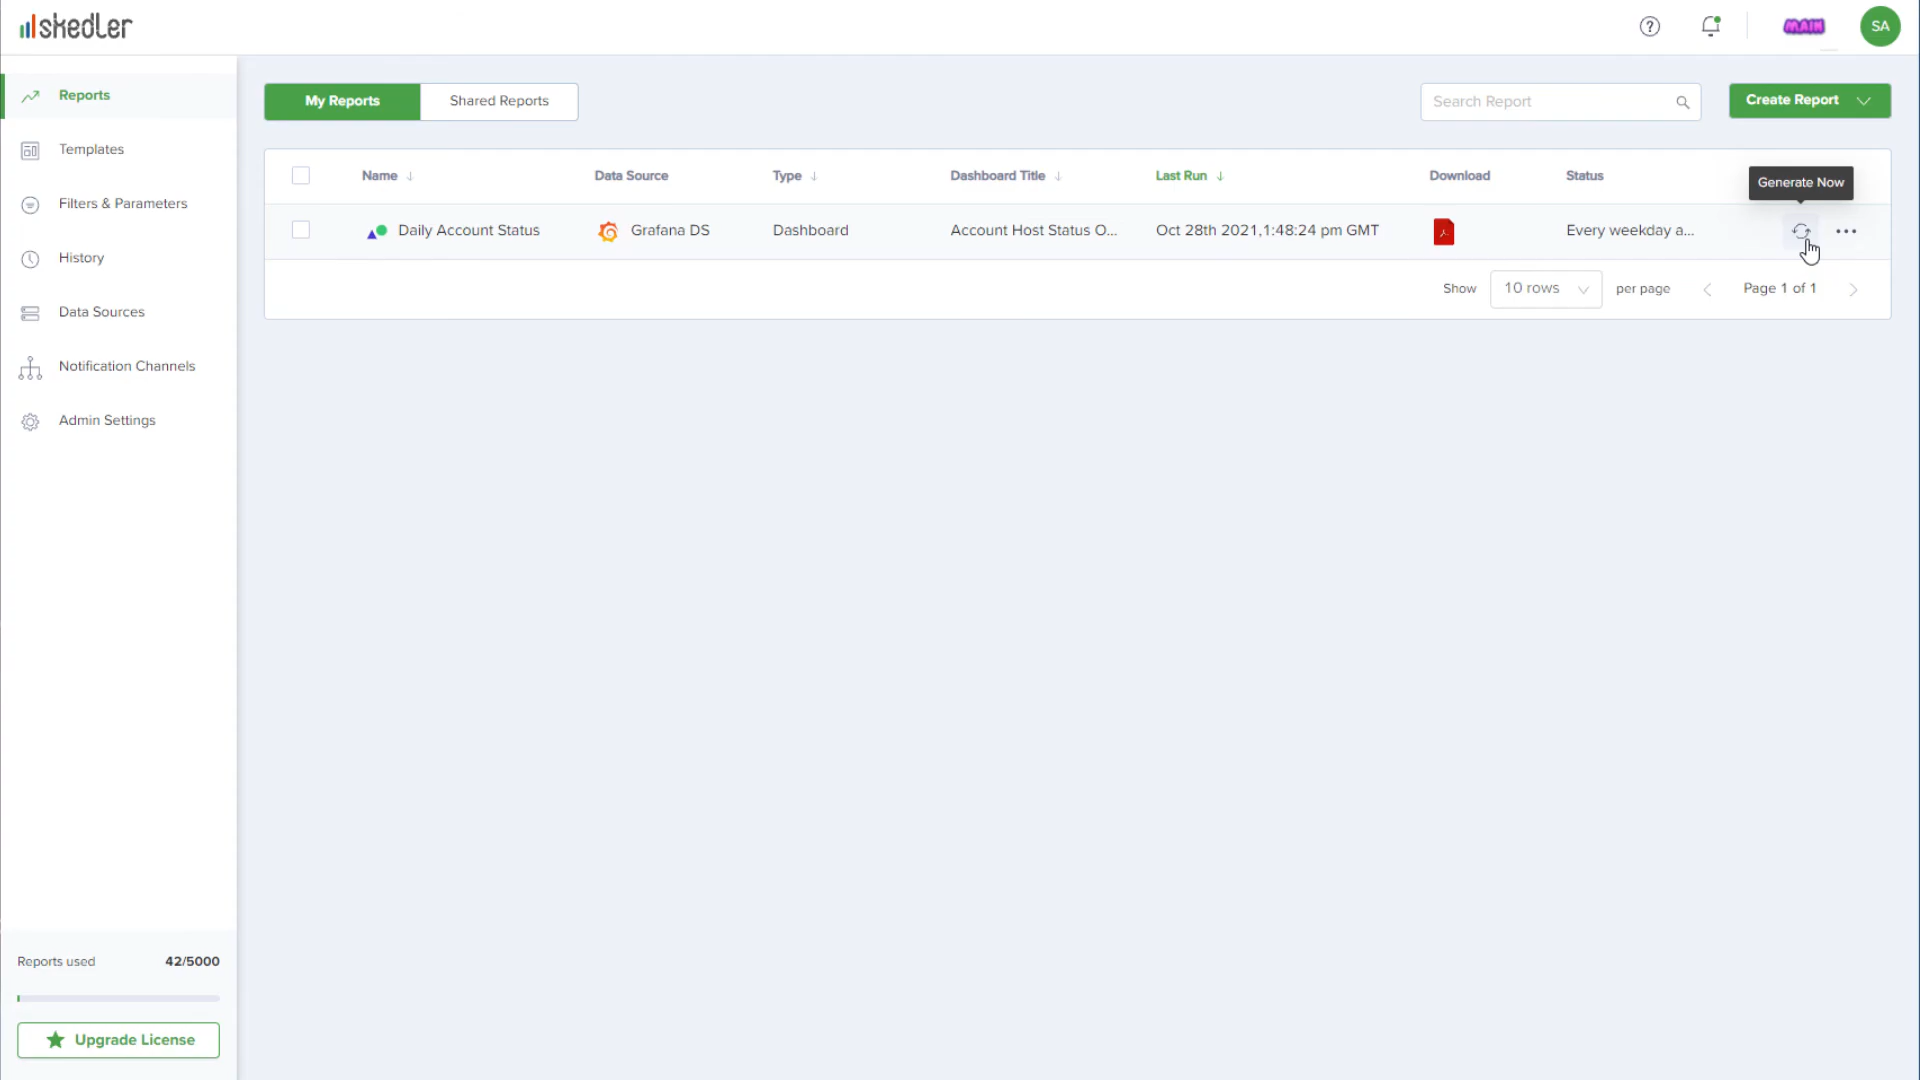 skedler
MAIN
SA
Reports
Templates
Filters & Parameters
History
Data Sources
Notification Channels
Admin Settings
Reports used 42/5000
Upgrade License
My Reports Shared Reports
Search Report
Create Report
Name Data Source Type Dashboard Title Last Run Download Status
Generate Now
Daily Account Status Grafana DS Dashboard Account Host Status O... Oct 28th 2021,1:48:24 pm GMT Every weekday a...
Show 10 rows per page Page 1 of 1